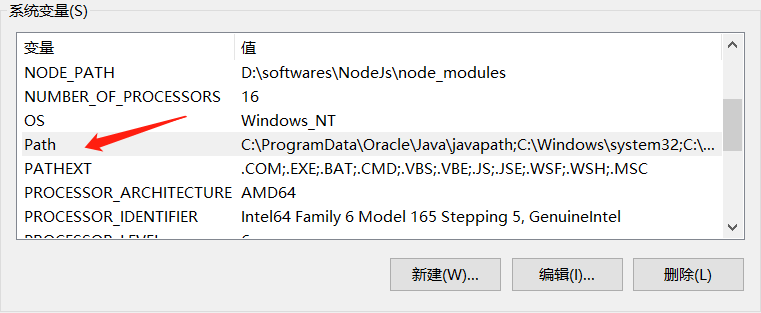 系统变量(S)
变量 值
NODE_PATH D:\softwares\NodeJs\node_modules
NUMBER_OF_PROCESSORS 16
OS Windows_NT
Path C:\ProgramData\Oracle\Java\javapath;C:\Windows\system32;C:\...
PATHEXT .COM;.EXE;.BAT;.CMD;.VBS;.VBE;.JS;.JSE;.WSF;.WSH;.MSC
PROCESSOR_ARCHITECTURE AMD64
PROCESSOR_IDENTIFIER Intel64 Family 6 Model 165 Stepping 5, GenuineIntel
PROCESSOR_LEVEL 6
新建(W)... 编辑(I)... 删除(L)